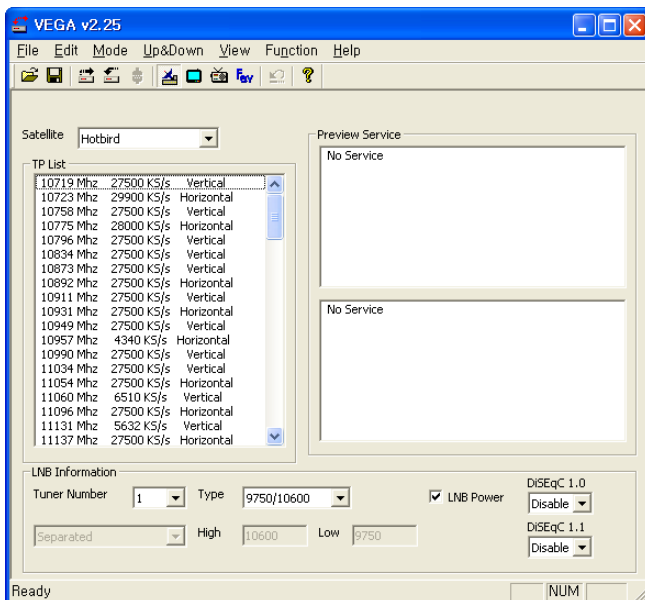 VEGA v2.25
File Edit Mode Up&Down View Function Help
Fav
Satellite Hotbird
Preview Service
No Service
TP List
10719 Mhz 27500 KS/s Vertical
10723 Mhz 29900 KS/s Horizontal
10758 Mhz 27500 KS/s Vertical
10775 Mhz 28000 KS/s Horizontal
10796 Mhz 27500 KS/s Vertical
10834 Mhz 27500 KS/s Vertical
10873 Mhz 27500 KS/s Vertical
10892 Mhz 27500 KS/s Horizontal
10911 Mhz 27500 KS/s Vertical
10931 Mhz 27500 KS/s Horizontal
10949 Mhz 27500 KS/s Vertical
10957 Mhz 4340 KS/s Horizontal
10990 Mhz 27500 KS/s Vertical
11034 Mhz 27500 KS/s Vertical
11054 Mhz 27500 KS/s Horizontal
11060 Mhz 6510 KS/s Vertical
11096 Mhz 27500 KS/s Horizontal
11131 Mhz 5632 KS/s Vertical
11137 Mhz 27500 KS/s Horizontal
No Service
LNB Information
Tuner Number 1 Type 9750/10600 LNB Power
DiSEqC 1.0
Disable
Separated High 10600 Low 9750
DiSEqC 1.1
Disable
Ready NUM